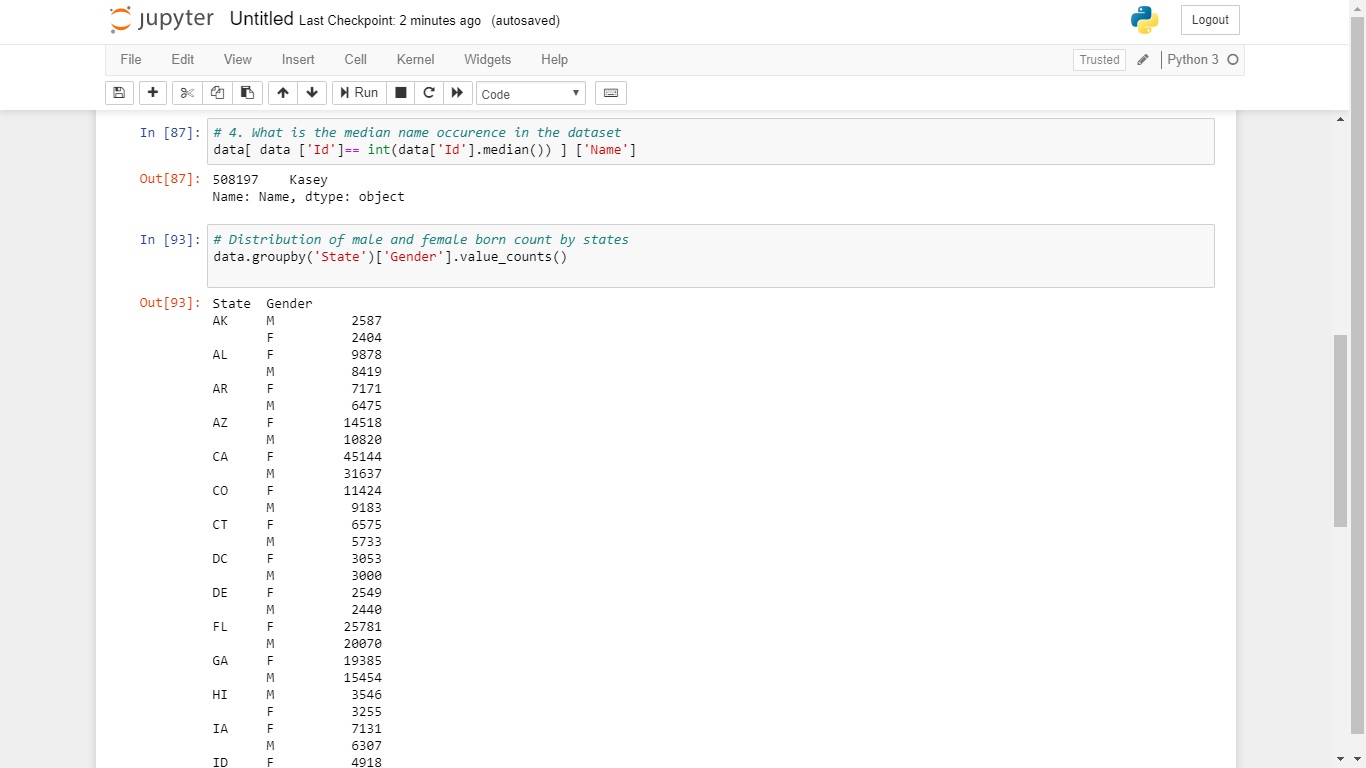 jupyter Untitled Last Checkpoint: 2 minutes ago (autosaved) Logout
File Edit View Insert Cell Kernel Widgets Help Trusted Python 3
Run Code
In [87]: # 4. What is the median name occurence in the dataset
data[ data ['Id']== int(data['Id'].median()) ] ['Name']
Out[87]: 508197 Kasey
Name: Name, dtype: object
In [93]: # Distribution of male and female born count by states
data.groupby('State')['Gender'].value_counts()
Out[93]: State Gender
AK M 2587
F 2404
AL F 9878
M 8419
AR F 7171
M 6475
AZ F 14518
M 10820
CA F 45144
M 31637
CO F 11424
M 9183
CT F 6575
M 5733
DC F 3053
M 3000
DE F 2549
M 2440
FL F 25781
M 20070
GA F 19385
M 15454
HI M 3546
F 3255
IA F 7131
M 6307
ID F 4918